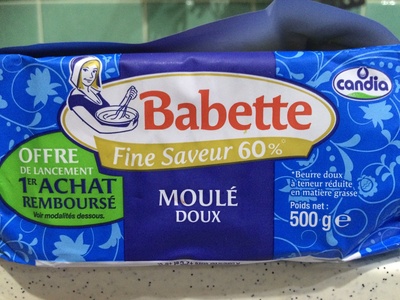 candia
Babette
Fine Saveur 60%*
OFFRE
DE LANCEMENT
1ER ACHAT
REMBOURSÉ
Voir modalités dessous.
MOULÉ
DOUX
*Beurre doux
à teneur réduite
en matière grasse
Poids net :
500 g e